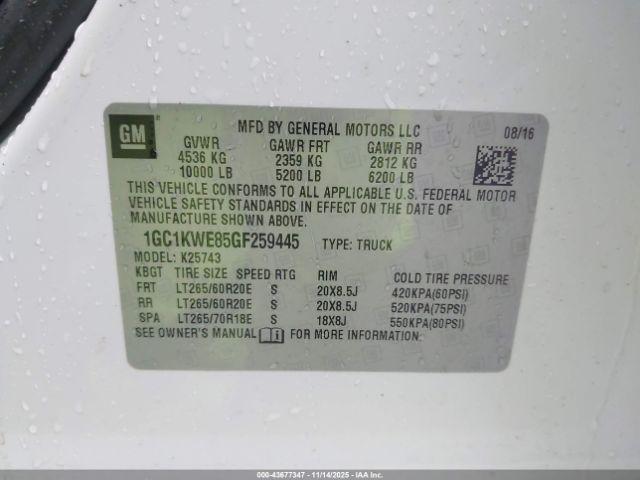 GM
MFD BY GENERAL MOTORS LLC 08/16
GVWR GAWR FRT GAWR RR
4536 KG 2359 KG 2812 KG
10000 LB 5200 LB 6200 LB
THIS VEHICLE CONFORMS TO ALL APPLICABLE U.S. FEDERAL MOTOR
VEHICLE SAFETY STANDARDS IN EFFECT ON THE DATE OF
MANUFACTURE SHOWN ABOVE.
1GC1KWE85GF259445 TYPE: TRUCK
MODEL: K25743
KBGT TIRE SIZE SPEED RTG RIM COLD TIRE PRESSURE
FRT LT265/60R20E S 20X8.5J 420KPA(60PSI)
RR LT265/60R20E S 20X8.5J 520KPA(75PSI)
SPA LT265/70R18E S 18X8J 550KPA(80PSI)
SEE OWNER'S MANUAL FOR MORE INFORMATION.
000-43677347 - 11/14/2025 - IAAI.CA